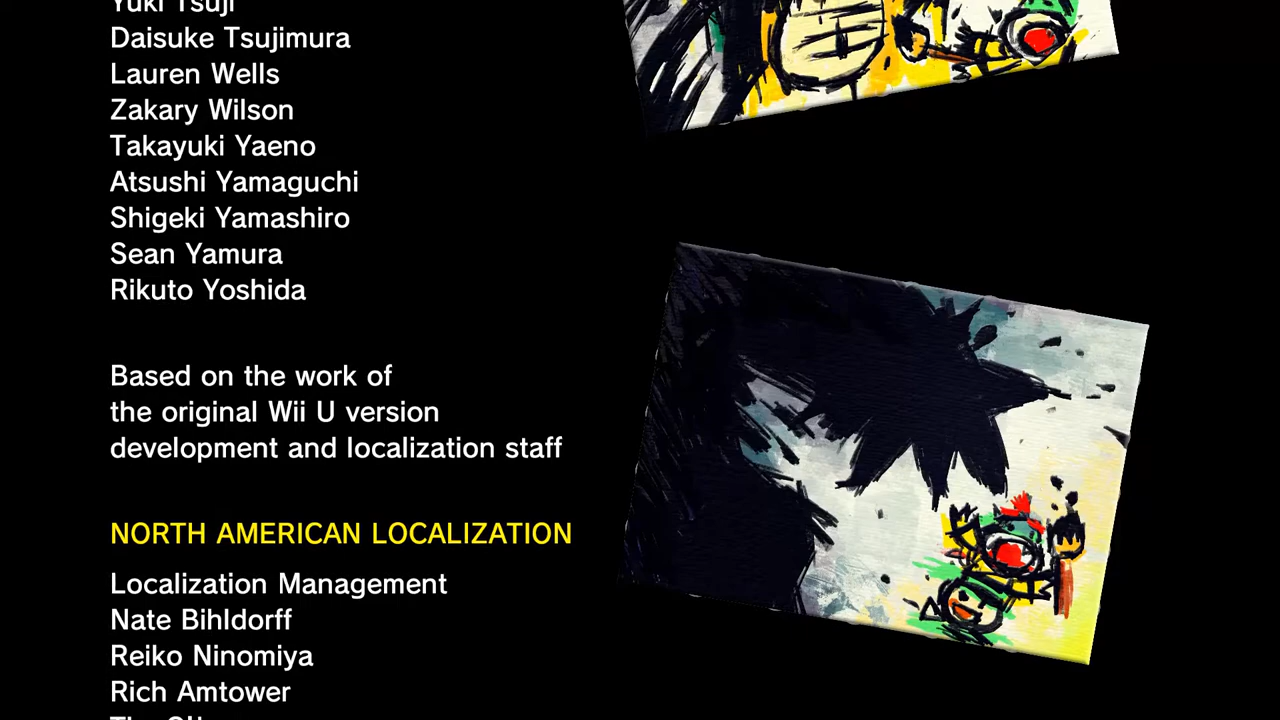 Yuki Tsuji
Daisuke Tsujimura
Lauren Wells
Zakary Wilson
Takayuki Yaeno
Atsushi Yamaguchi
Shigeki Yamashiro
Sean Yamura
Rikuto Yoshida
Based on the work of
the original Wii U version
development and localization staff
NORTH AMERICAN LOCALIZATION
Localization Management
Nate Bihldorff
Reiko Ninomiya
Rich Amtower